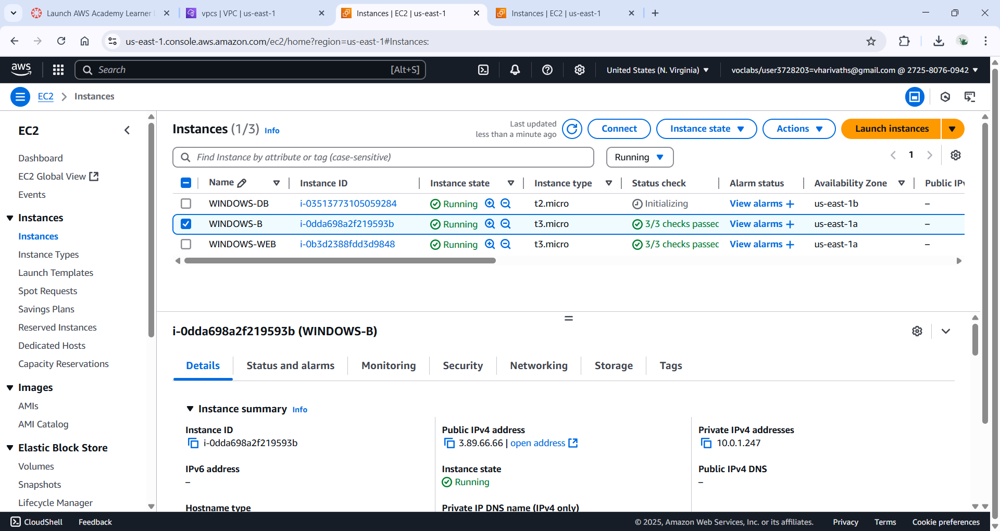 Launch AWS Academy Learner L
vpcs | VPC | us-east-1
Instances | EC2 | us-east-1
Instances | EC2 | us-east-1
us-east-1.console.aws.amazon.com/ec2/home?region=us-east-1#Instances:
aws
Search
[Alt+S]
United States (N. Virginia)
voclabs/user3728203=vharivaths@gmail.com @ 2725-8076-0942
EC2
Instances
EC2
Dashboard
EC2 Global View
Events
Instances
Instances
Instance Types
Launch Templates
Spot Requests
Savings Plans
Reserved Instances
Dedicated Hosts
Capacity Reservations
Images
AMIs
AMI Catalog
Elastic Block Store
Volumes
Snapshots
Lifecycle Manager
Instances (1/3) Info
Last updated
less than a minute ago
Connect
Instance state
Actions
Launch instances
Find Instance by attribute or tag (case-sensitive)
Running
1
Name Instance ID Instance state Instance type Status check Alarm status Availability Zone Public IPv
WINDOWS-DB i-03513773105059284 Running t2.micro Initializing View alarms + us-east-1b –
WINDOWS-B i-0dda698a2f219593b Running t3.micro 3/3 checks passec View alarms + us-east-1a –
WINDOWS-WEB i-0b3d2388fdd3d9848 Running t3.micro 3/3 checks passec View alarms + us-east-1a –
i-0dda698a2f219593b (WINDOWS-B)
Details
Status and alarms
Monitoring
Security
Networking
Storage
Tags
Instance summary Info
Instance ID
i-0dda698a2f219593b
Public IPv4 address
3.89.66.66 | open address
Private IPv4 addresses
10.0.1.247
IPv6 address
–
Instance state
Running
Public IPv4 DNS
–
Hostname type
Private IP DNS name (IPv4 only)
CloudShell
Feedback
© 2025, Amazon Web Services, Inc. or its affiliates.
Privacy
Terms
Cookie preferences